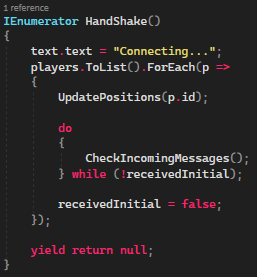 1 reference
IEnumerator HandShake()
{
    text.text = "Connecting...";
    players.ToList().ForEach(p =>
    {
        UpdatePositions(p.id);

        do
        {
            CheckIncomingMessages();
        } while (!receivedInitial);

        receivedInitial = false;
    });

    yield return null;
}